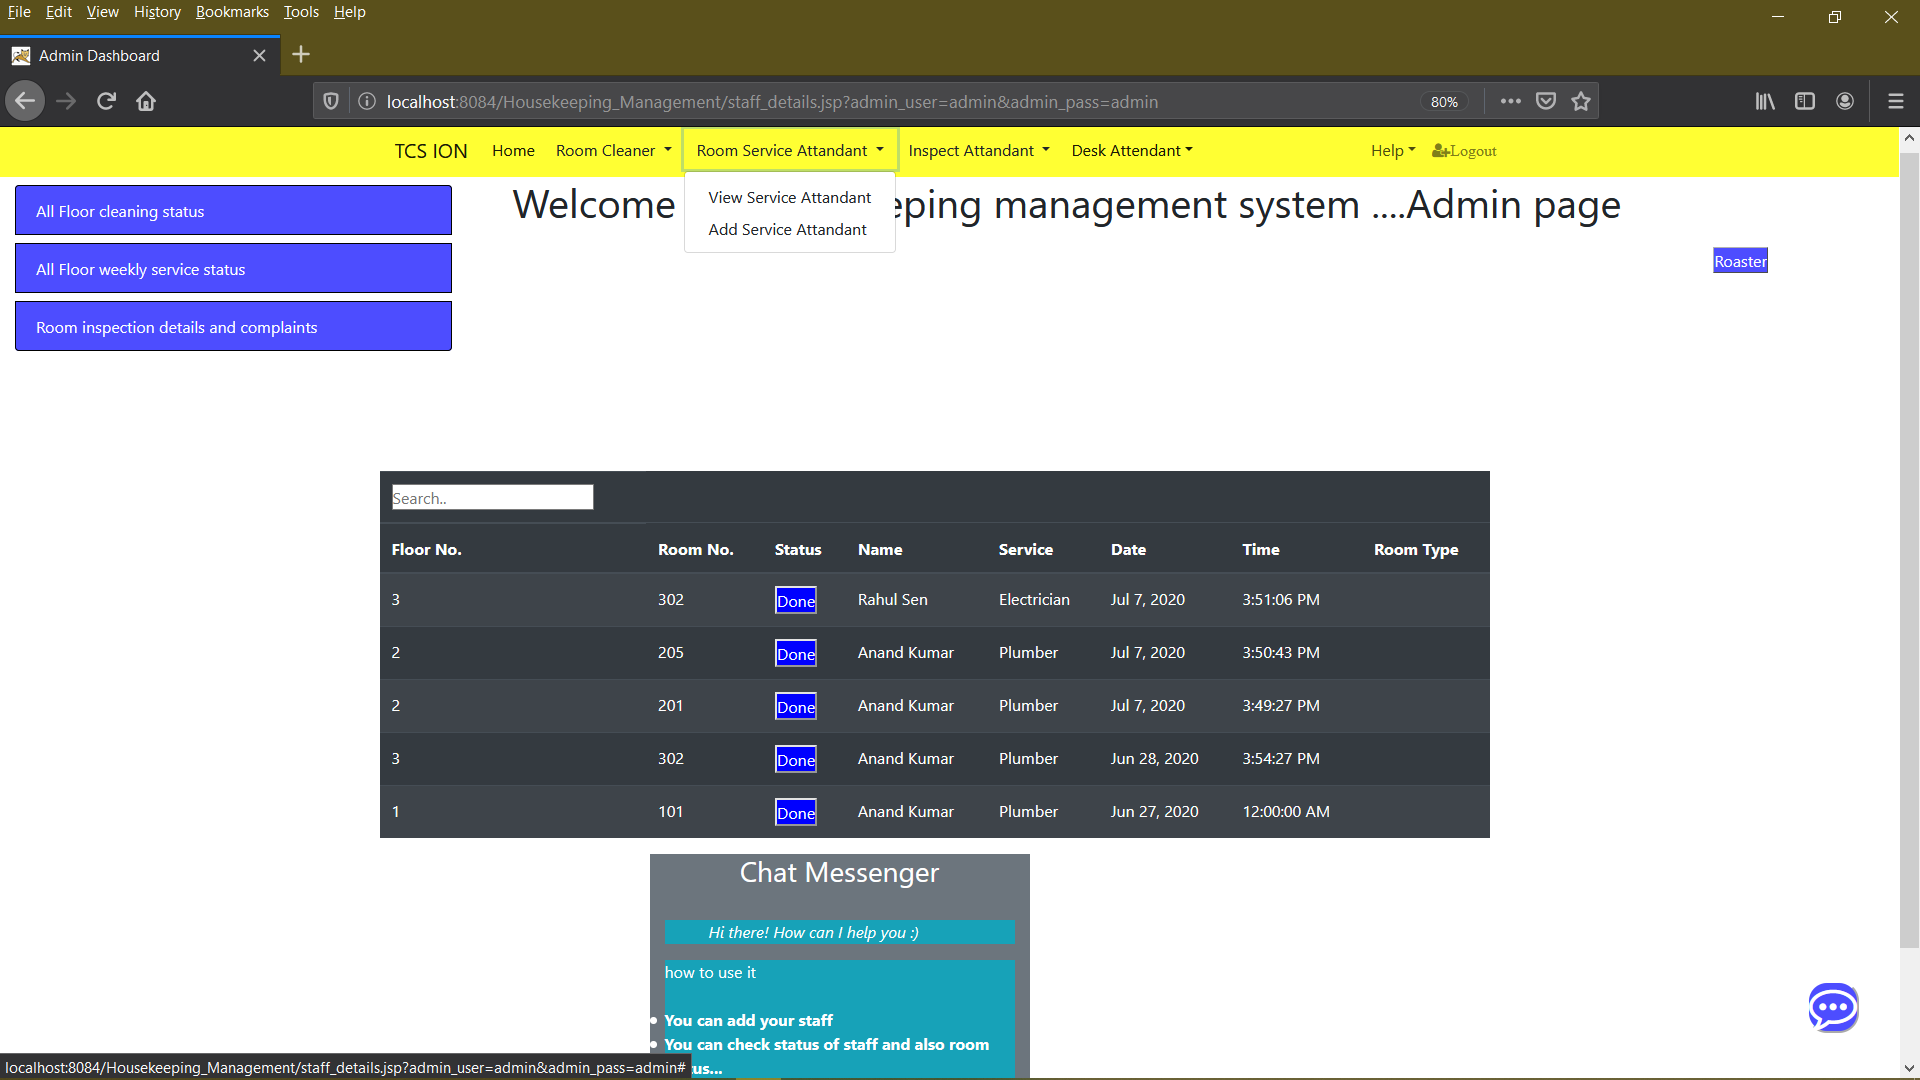 File Edit View History Bookmarks Tools Help
Admin Dashboard
localhost:8084/Housekeeping_Management/staff_details.jsp?admin_user=admin&admin_pass=admin 80%
TCS ION Home Room Cleaner Room Service Attandant Inspect Attandant Desk Attendant Help Logout
All Floor cleaning status
All Floor weekly service status
Room inspection details and complaints
View Service Attandant
Add Service Attandant
Welcome eping management system ....Admin page
Roaster
Search..
Floor No. Room No. Status Name Service Date Time Room Type
3 302 Done Rahul Sen Electrician Jul 7, 2020 3:51:06 PM
2 205 Done Anand Kumar Plumber Jul 7, 2020 3:50:43 PM
2 201 Done Anand Kumar Plumber Jul 7, 2020 3:49:27 PM
3 302 Done Anand Kumar Plumber Jun 28, 2020 3:54:27 PM
1 101 Done Anand Kumar Plumber Jun 27, 2020 12:00:00 AM
Chat Messenger
Hi there! How can I help you :)
how to use it
You can add your staff
You can check status of staff and also room
us...
localhost:8084/Housekeeping_Management/staff_details.jsp?admin_user=admin&admin_pass=admin#